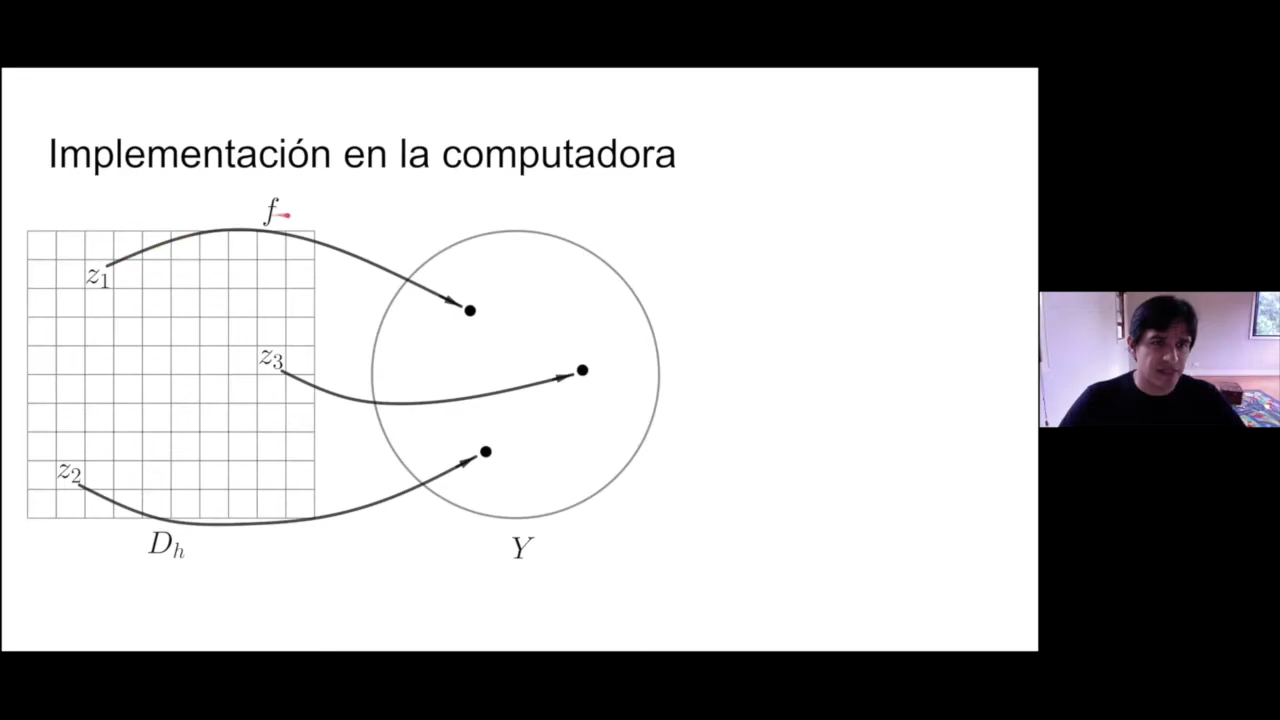 Implementación en la computadora
f
z₁
z₃
z₂
Dₕ
Y